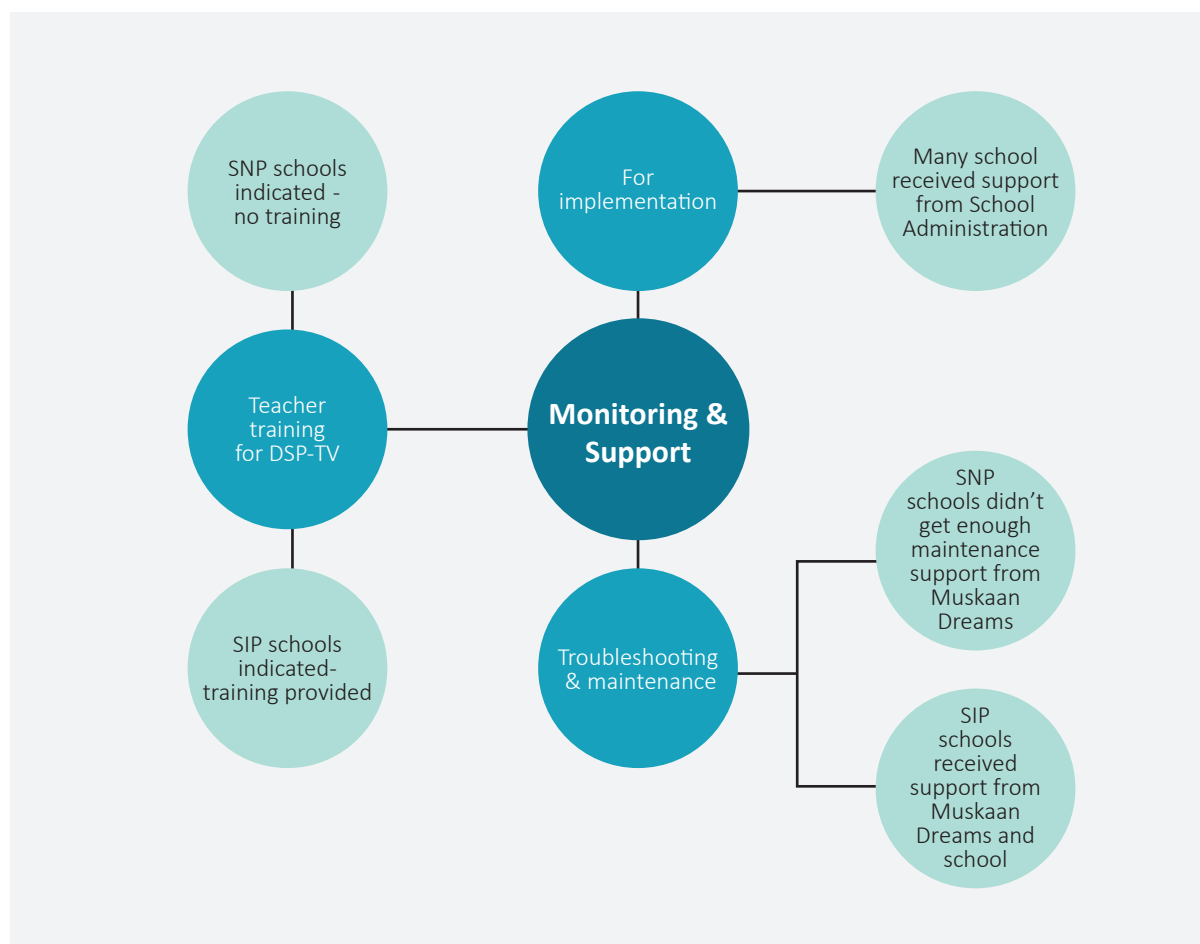 SNP schools
indicated -
no training
For
implementation
Many school
received support
from School
Administration
Teacher
training
for DSP-TV
Monitoring &
Support
SNP
schools didn’t
get enough
maintenance
support from
Muskaan
Dreams
SIP schools
indicated-
training provided
Troubleshooting
& maintenance
SIP
schools
received
support from
Muskaan
Dreams and
school